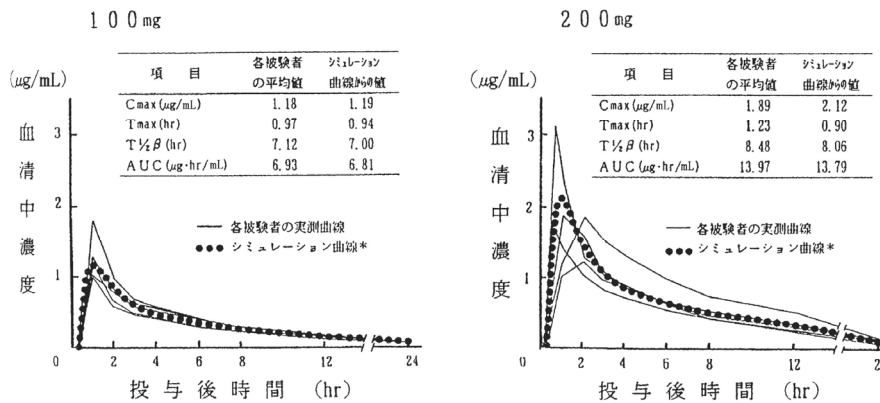 100mg
項 目 各被験者の平均値 シミュレーション曲線からの値
Cmax(μg/mL) 1.18 1.19
Tmax(hr) 0.97 0.94
T½β(hr) 7.12 7.00
AUC(μg·hr/mL) 6.93 6.81
(μg/mL)
血清中濃度
3
2
1
0
各被験者の実測曲線
シミュレーション曲線*
2 4 6 8 12 24
投与後時間 (hr)
200mg
項 目 各被験者の平均値 シミュレーション曲線からの値
Cmax(μg/mL) 1.89 2.12
Tmax(hr) 1.23 0.90
T½β(hr) 8.48 8.06
AUC(μg·hr/mL) 13.97 13.79
(μg/mL)
血清中濃度
3
2
1
0
各被験者の実測曲線
シミュレーション曲線*
2 4 6 8 12 2
投与後時間 (hr)